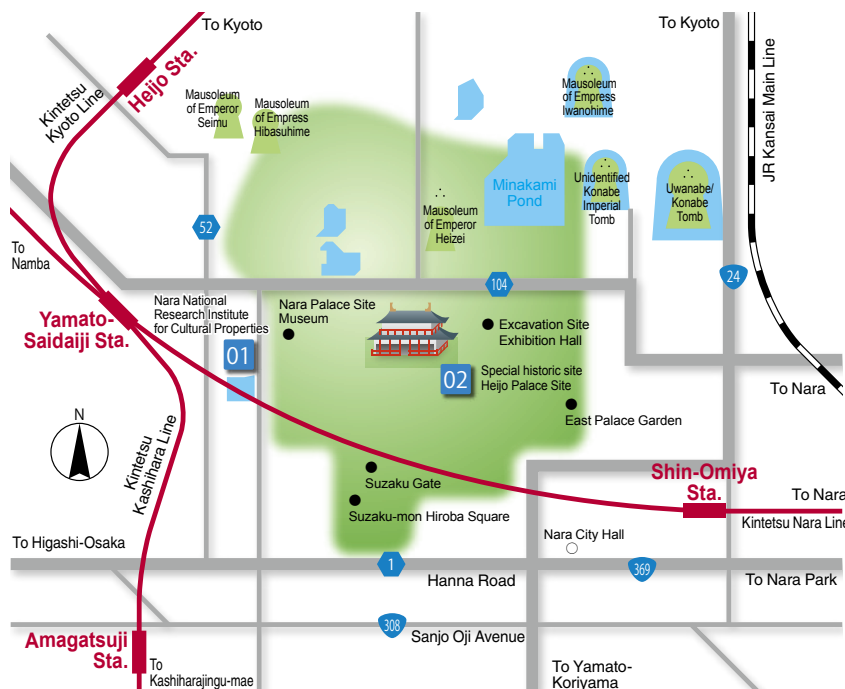 To Kyoto
To Kyoto
Heijo Sta.
Kintetsu
Kyoto Line
Mausoleum
of Emperor
Seimu
Mausoleum
of Empress
Hibasuhime
Mausoleum
of Empress
Iwanohime
JR Kansai Main Line
Minakami
Pond
Unidentified
Konabe
Imperial
Tomb
Uwanabe/
Konabe
Tomb
Mausoleum
of Emperor
Heizei
52
To
Namba
104
24
Yamato-
Saidaiji Sta.
Nara National
Research Institute
for Cultural Properties
Nara Palace Site
Museum
Excavation Site
Exhibition Hall
01
02
Special historic site
Heijo Palace Site
To Nara
East Palace Garden
N
Kintetsu
Kashihara Line
Suzaku Gate
Suzaku-mon Hiroba Square
Shin-Omiya
Sta.
To Nara
Kintetsu Nara Line
Nara City Hall
To Higashi-Osaka
1
Hanna Road
369
To Nara Park
308
Sanjo Oji Avenue
Amagatsuji
Sta.
To
Kashiharajingu-mae
To Yamato-
Koriyama